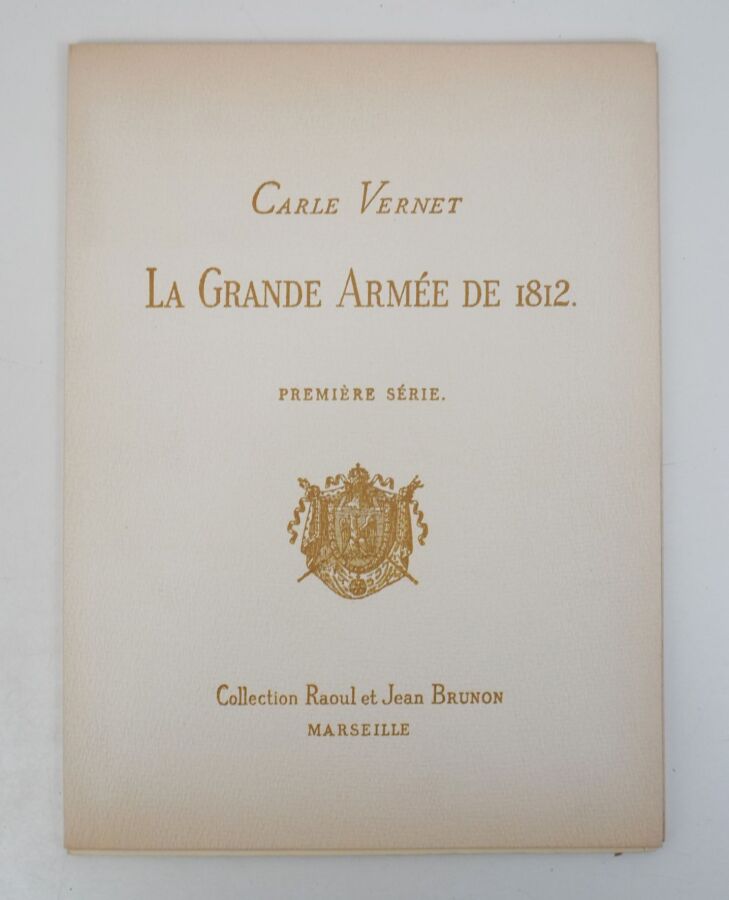 CARLE VERNET
LA GRANDE ARMÉE DE 1812.
PREMIÈRE SÉRIE.
Collection Raoul et Jean BRUNON
MARSEILLE